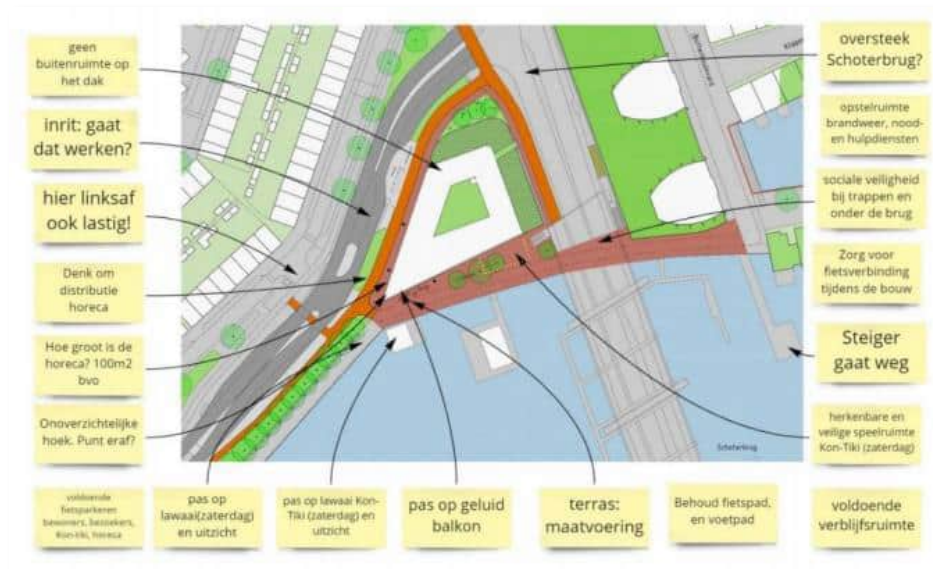 geen
buitenruimte op
het dak
inrit: gaat
dat werken?
hier linksaf
ook lastig!
Denk om
distributie
horeca
Hoe groot is de
horeca? 100m2
bvo
Onoverzichtelijke
hoek. Punt eraf?
voldoende
fietsparkeren
bewoners, bezoekers,
Kon-tiki, horeca
pas op
lawaai(zaterdag)
en uitzicht
pas op lawaai Kon-
Tiki (zaterdag) en
uitzicht
pas op geluid
balkon
terras:
maatvoering
Behoud fietspad,
en voetpad
voldoende
verblijfsruimte
oversteek
Schoterbrug?
opstelruimte
brandweer, nood-
en hulpdiensten
sociale veiligheid
bij trappen en
onder de brug
Zorg voor
fietsverbinding
tijdens de bouw
Steiger
gaat weg
herkenbare en
veilige speelruimte
Kon-Tiki (zaterdag)
Schoterbrug